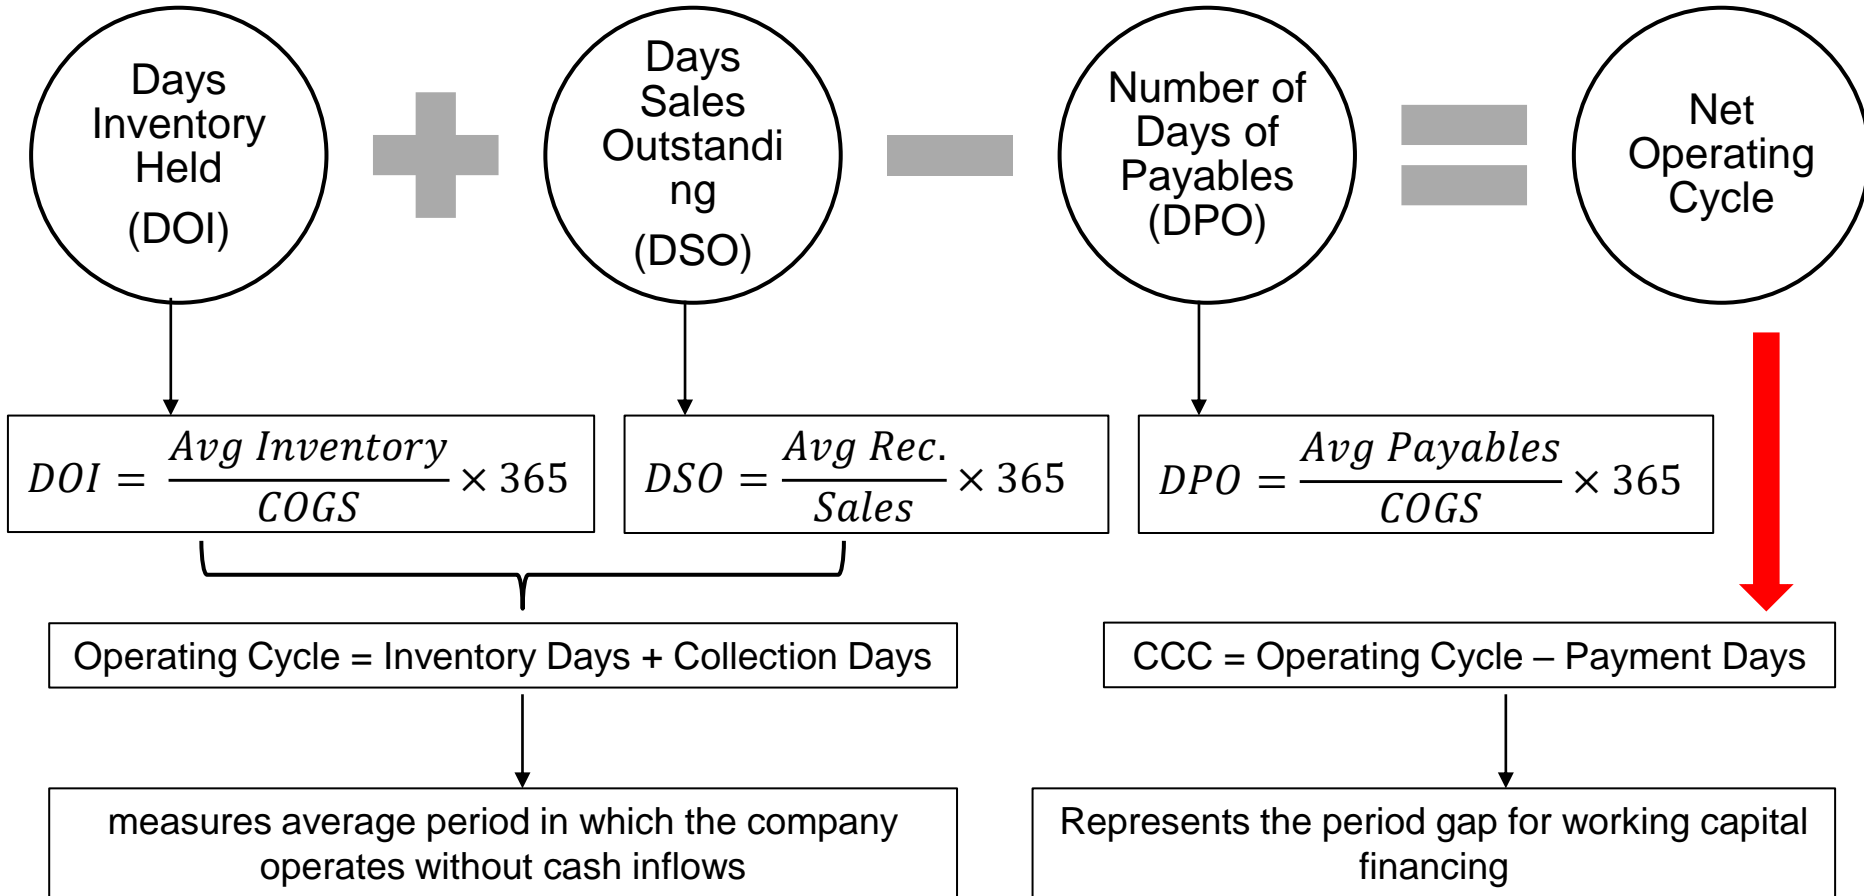 Days
Inventory
Held
(DOI)
Days
Sales
Outstandi
ng
(DSO)
Number of
Days of
Payables
(DPO)
Net
Operating
Cycle
DOI = Avg Inventory / COGS × 365
DSO = Avg Rec. / Sales × 365
DPO = Avg Payables / COGS × 365
Operating Cycle = Inventory Days + Collection Days
CCC = Operating Cycle – Payment Days
measures average period in which the company
operates without cash inflows
Represents the period gap for working capital
financing